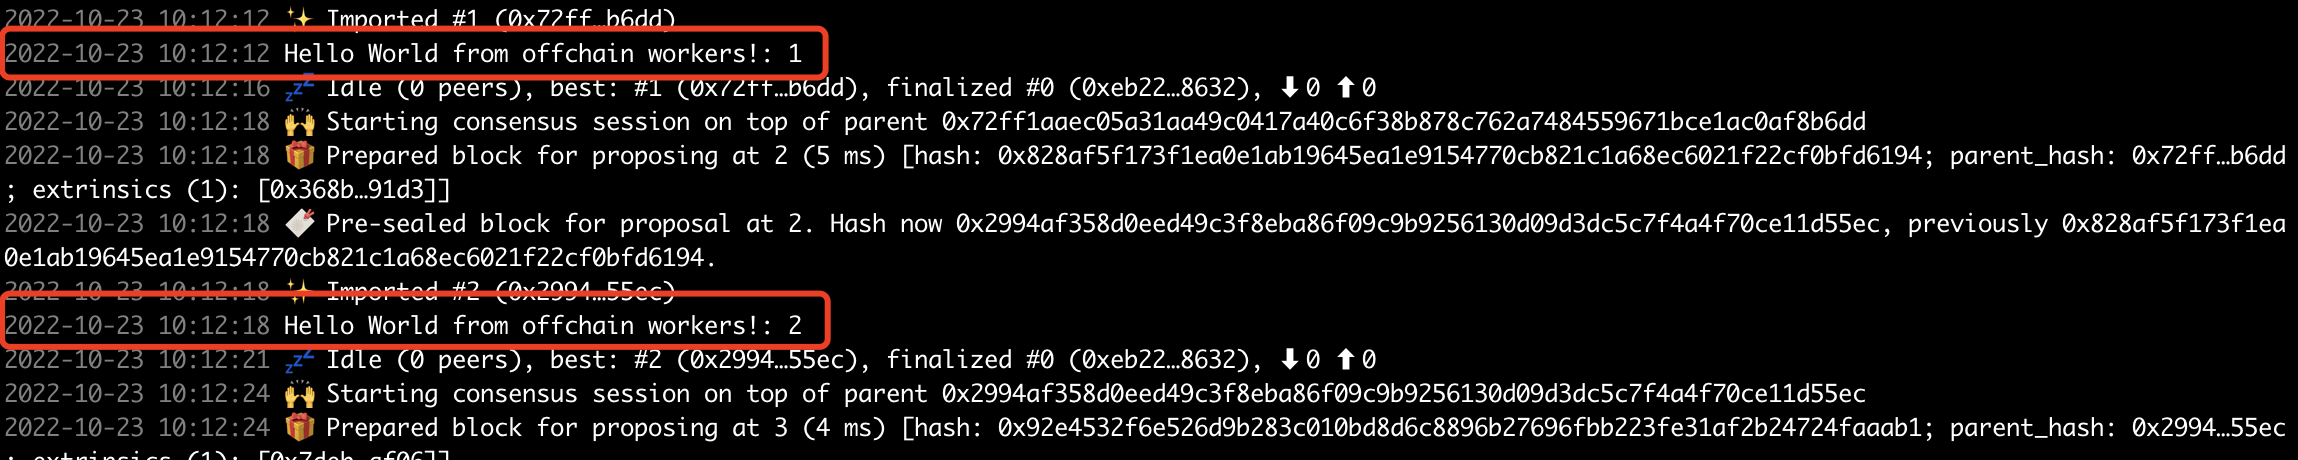 2022-10-23 10:12:12 ✨ Imported #1 (0x72ff…b6dd)
2022-10-23 10:12:12 Hello World from offchain workers!: 1
2022-10-23 10:12:16 💤 Idle (0 peers), best: #1 (0x72ff…b6dd), finalized #0 (0xeb22…8632), ⬇ 0 ⬆ 0
2022-10-23 10:12:18 🙌 Starting consensus session on top of parent 0x72ff1aaec05a31aa49c0417a40c6f38b878c762a7484559671bce1ac0af8b6dd
2022-10-23 10:12:18 🎁 Prepared block for proposing at 2 (5 ms) [hash: 0x828af5f173f1ea0e1ab19645ea1e9154770cb821c1a68ec6021f22cf0bfd6194; parent_hash: 0x72ff…b6dd
; extrinsics (1): [0x368b…91d3]]
2022-10-23 10:12:18 🔖 Pre-sealed block for proposal at 2. Hash now 0x2994af358d0eed49c3f8eba86f09c9b9256130d09d3dc5c7f4a4f70ce11d55ec, previously 0x828af5f173f1ea
0e1ab19645ea1e9154770cb821c1a68ec6021f22cf0bfd6194.
2022-10-23 10:12:18 ✨ Imported #2 (0x2994…55ec)
2022-10-23 10:12:18 Hello World from offchain workers!: 2
2022-10-23 10:12:21 💤 Idle (0 peers), best: #2 (0x2994…55ec), finalized #0 (0xeb22…8632), ⬇ 0 ⬆ 0
2022-10-23 10:12:24 🙌 Starting consensus session on top of parent 0x2994af358d0eed49c3f8eba86f09c9b9256130d09d3dc5c7f4a4f70ce11d55ec
2022-10-23 10:12:24 🎁 Prepared block for proposing at 3 (4 ms) [hash: 0x92e4532f6e526d9b283c010bd8d6c8896b27696fbb223fe31af2b24724faaab1; parent_hash: 0x2994…55ec
; extrinsics (1): [0x7deb…af06]]